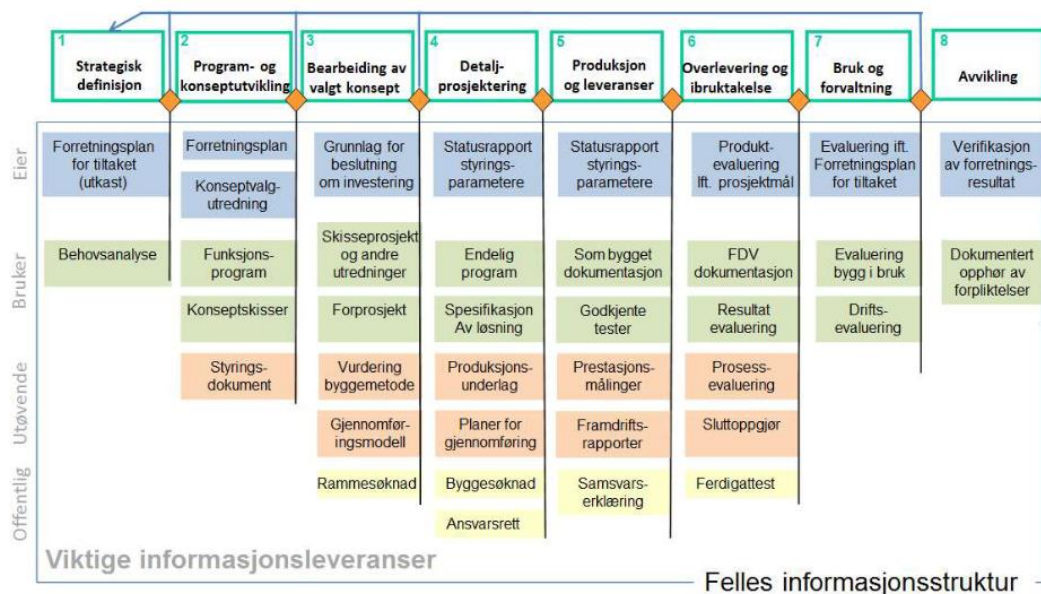 1
Strategisk
definisjon
2
Program- og
konseptutvikling
3
Bearbeiding av
valgt konsept
4
Detalj-
prosjektering
5
Produksjon
og leveranser
6
Overlevering og
ibruktakelse
7
Bruk og
forvaltning
8
Avvikling
Eier
Forretningsplan
for tiltaket
(utkast)
Forretningsplan
Konseptvalg-
utredning
Grunnlag for
beslutning
om investering
Statusrapport
styrings-
parametere
Statusrapport
styrings-
parametere
Produkt-
evaluering
Ift. prosjektmål
Evaluering ift.
Forretningsplan
for tiltaket
Verifikasjon
av forretnings-
resultat
Bruker
Behovsanalyse
Funksjons-
program
Konseptskisser
Skisseprosjekt
og andre
utredninger
Forprosjekt
Endelig
program
Spesifikasjon
Av løsning
Som bygget
dokumentasjon
Godkjente
tester
FDV
dokumentasjon
Resultat
evaluering
Evaluering
bygg i bruk
Drifts-
evaluering
Dokumentert
opphør av
forpliktelser
Utøvende
Styrings-
dokument
Vurdering
byggemetode
Gjennomfør-
ingsmodell
Produksjons-
underlag
Planer for
gjennomføring
Prestasjons-
målinger
Framdrifts-
rapporter
Prosess-
evaluering
Sluttoppgjør
Offentlig
Rammesøknad
Byggesøknad
Ansvarsrett
Samsvars-
erklæring
Ferdigattest
Viktige informasjonsleveranser
Felles informasjonsstruktur